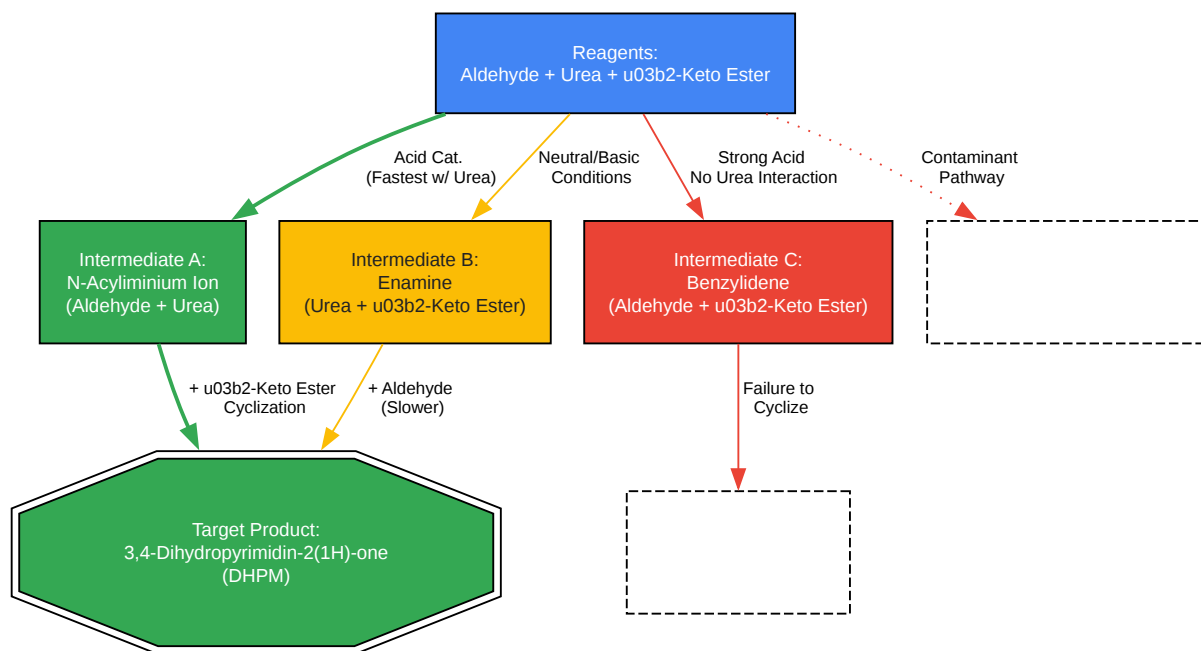 Reagents:
Aldehyde + Urea + u03b2-Keto Ester
Acid Cat.
(Fastest w/ Urea)
Neutral/Basic
Conditions
Strong Acid
No Urea Interaction
Contaminant
Pathway
Intermediate A:
N-Acyliminium Ion
(Aldehyde + Urea)
Intermediate B:
Enamine
(Urea + u03b2-Keto Ester)
Intermediate C:
Benzylidene
(Aldehyde + u03b2-Keto Ester)
+ u03b2-Keto Ester
Cyclization
+ Aldehyde
(Slower)
Failure to
Cyclize
Target Product:
3,4-Dihydropyrimidin-2(1H)-one
(DHPM)